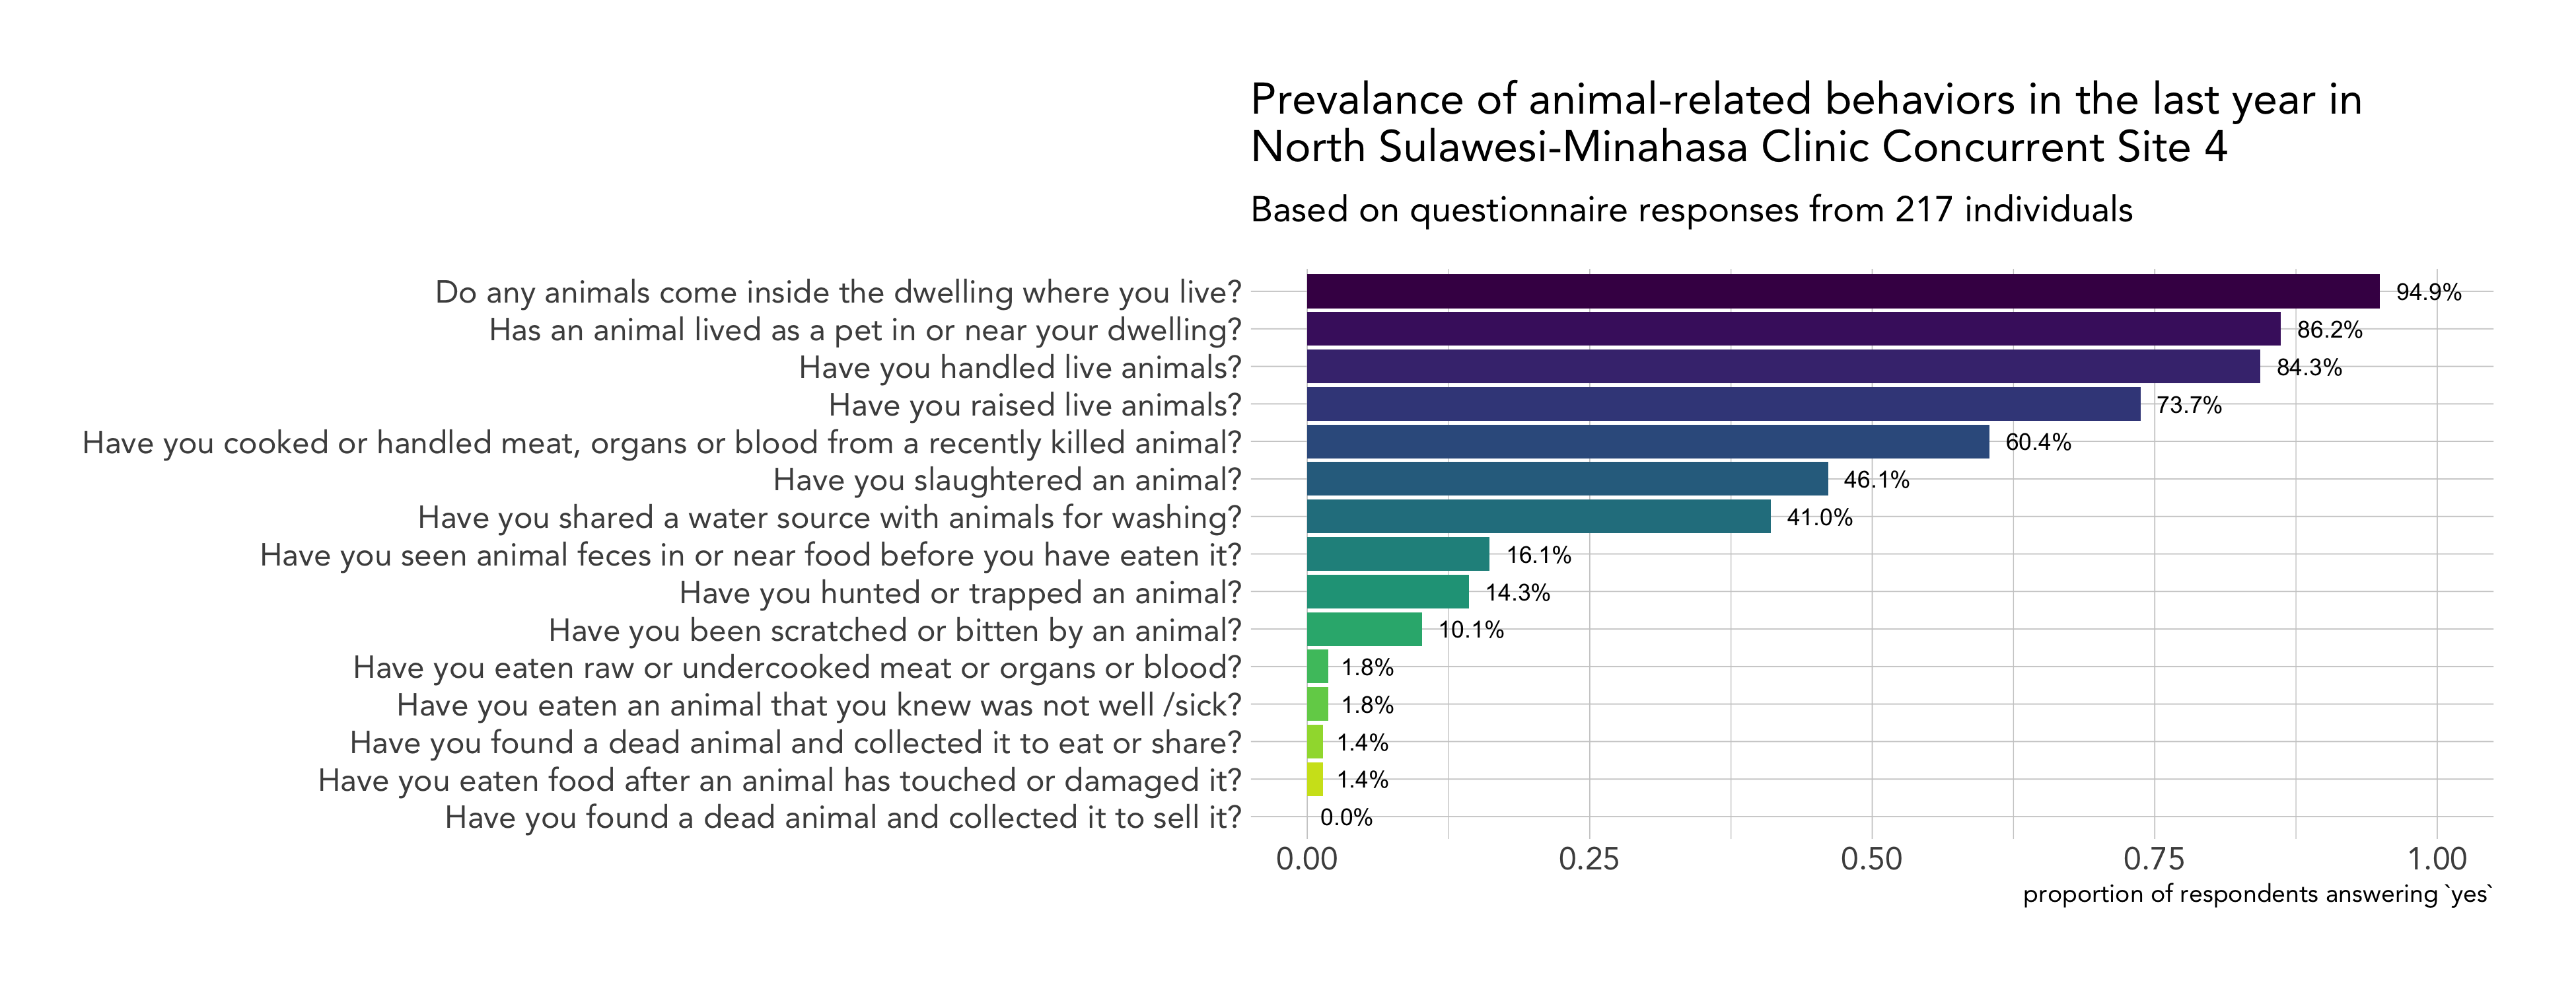 Prevalance of animal-related behaviors in the last year in
North Sulawesi-Minahasa Clinic Concurrent Site 4
Based on questionnaire responses from 217 individuals
Do any animals come inside the dwelling where you live? 94.9%
Has an animal lived as a pet in or near your dwelling? 86.2%
Have you handled live animals? 84.3%
Have you raised live animals? 73.7%
Have you cooked or handled meat, organs or blood from a recently killed animal? 60.4%
Have you slaughtered an animal? 46.1%
Have you shared a water source with animals for washing? 41.0%
Have you seen animal feces in or near food before you have eaten it? 16.1%
Have you hunted or trapped an animal? 14.3%
Have you been scratched or bitten by an animal? 10.1%
Have you eaten raw or undercooked meat or organs or blood? 1.8%
Have you eaten an animal that you knew was not well /sick? 1.8%
Have you found a dead animal and collected it to eat or share? 1.4%
Have you eaten food after an animal has touched or damaged it? 1.4%
Have you found a dead animal and collected it to sell it? 0.0%
0.00 0.25 0.50 0.75 1.00
proportion of respondents answering `yes`